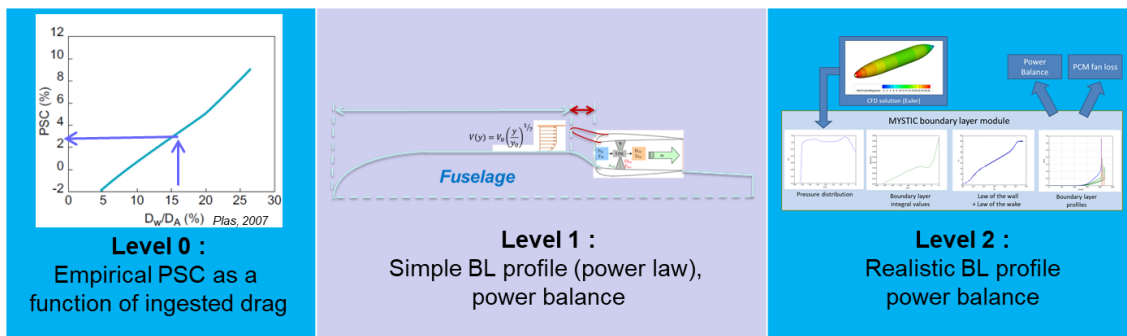 12
10
8
6
4
2
0
-2
PSC (%)
0 5 10 15 20 25 30
D_w/D_A (%)
Plas, 2007
Level 0 :
Empirical PSC as a
function of ingested drag
V(y) = V₀(y/y₀)^1/7
Fuselage
Level 1 :
Simple BL profile (power law),
power balance
CFD solution (Euler)
Power
Balance
PCM fan loss
MYSTIC boundary layer module
Pressure distribution
Boundary layer
integral values
Law of the wall
+ Law of the wake
Boundary layer
profiles
Level 2 :
Realistic BL profile
power balance